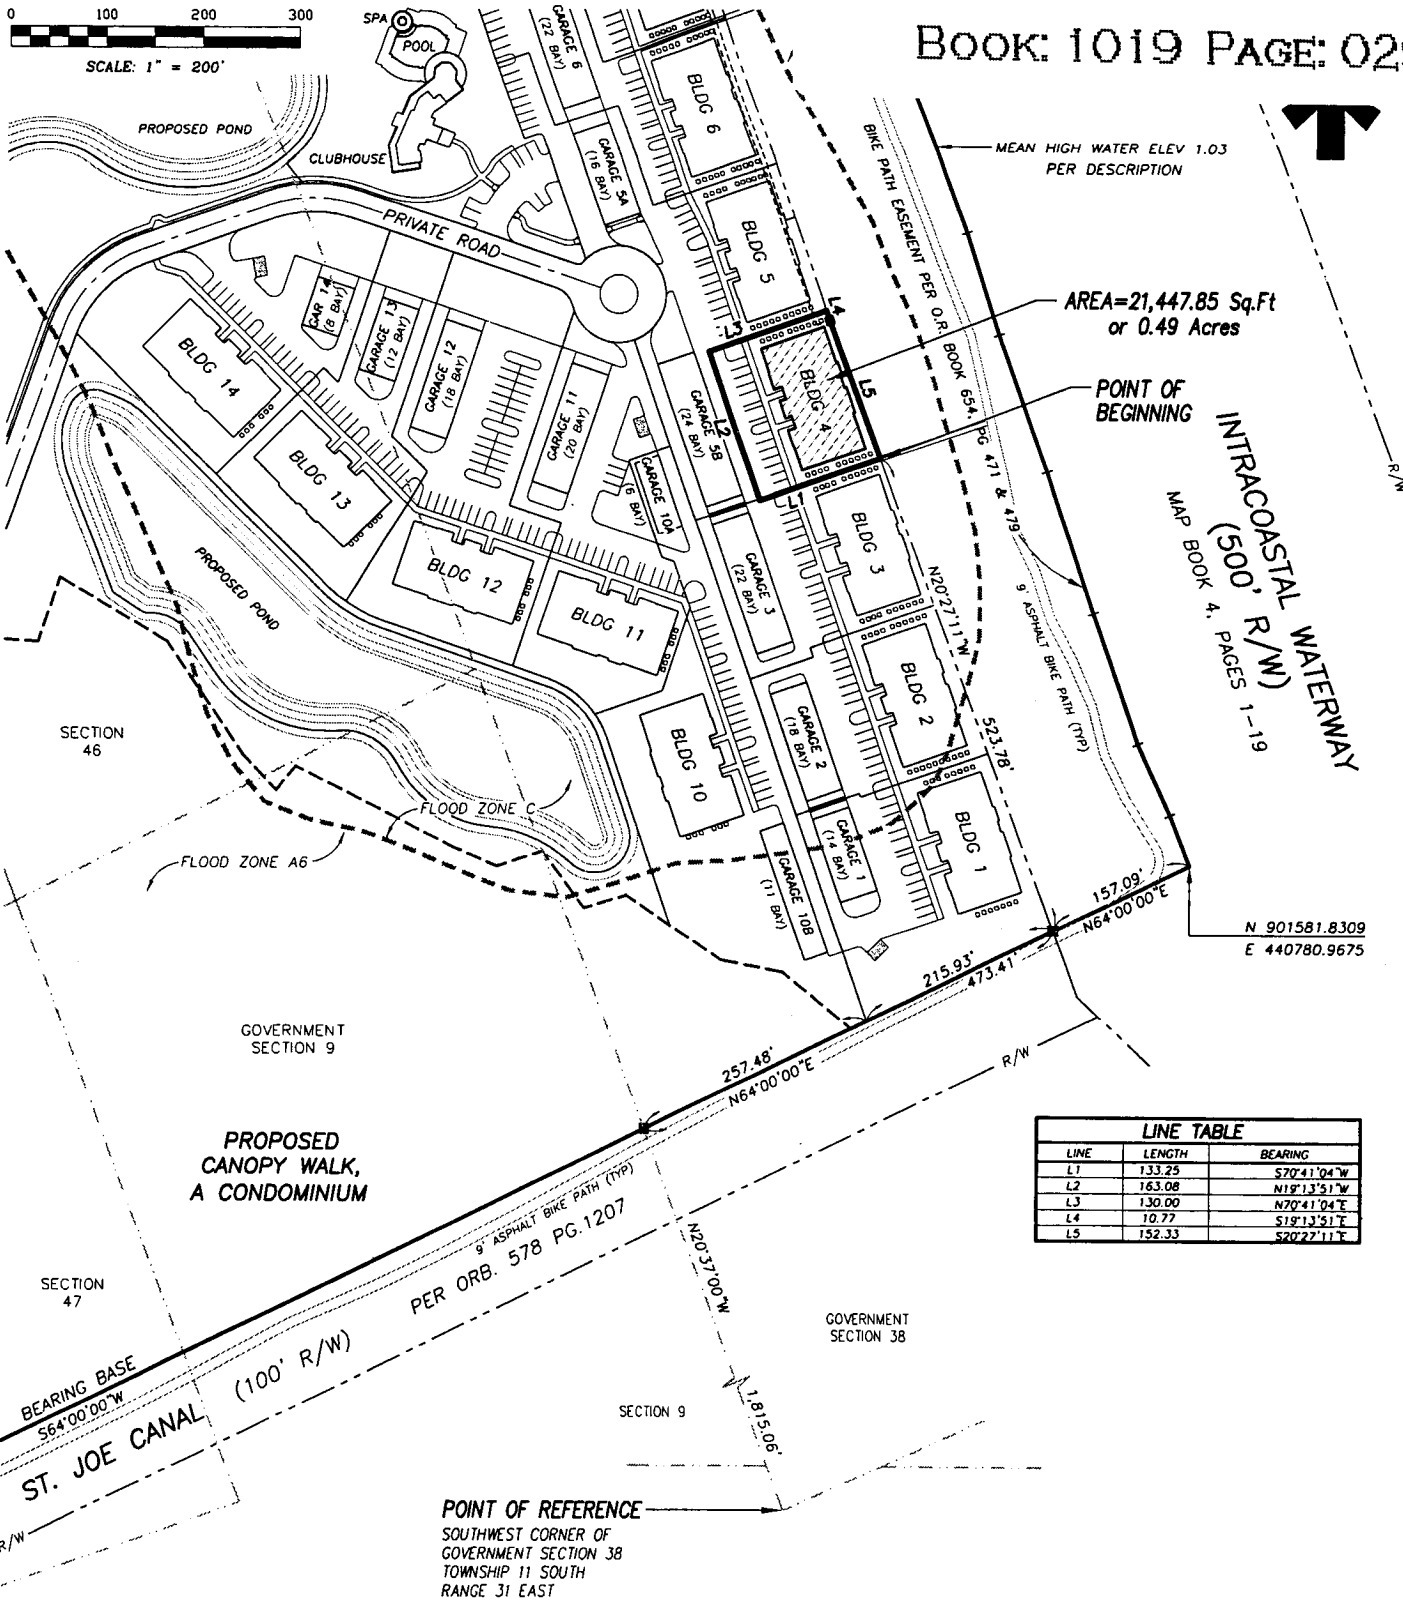 0 100 200 300
SCALE: 1" = 200'
BOOK: 1019 PAGE:
SPA
POOL
CLUBHOUSE
PROPOSED POND
PRIVATE ROAD
GARAGE 6
(22 BAY)
GARAGE 5A
(16 BAY)
BLDG 6
BLDG 5
MEAN HIGH WATER ELEV 1.03
PER DESCRIPTION
BIKE PATH EASEMENT PER O.R. BOOK 654, PG 471 & 479
AREA=21,447.85 Sq.Ft
or 0.49 Acres
POINT OF
BEGINNING
INTRACOASTAL WATERWAY
(500' R/W)
MAP BOOK 4, PAGES 1-19
R/W
L3
L4
L5
L2
L1
BLDG 4
GARAGE 5B
(24 BAY)
GAR 14
(8 BAY)
GARAGE 13
(12 BAY)
GARAGE 12
(18 BAY)
GARAGE 11
(20 BAY)
GARAGE 10A
(6 BAY)
BLDG 14
BLDG 13
BLDG 12
BLDG 11
BLDG 10
PROPOSED POND
GARAGE 3
(22 BAY)
BLDG 3
N20°27'11"W
523.78'
9' ASPHALT BIKE PATH (TYP)
BLDG 2
GARAGE 2
(18 BAY)
BLDG 1
GARAGE 1
(14 BAY)
GARAGE 10B
(11 BAY)
SECTION
46
FLOOD ZONE C
FLOOD ZONE A6
157.09'
N64°00'00"E
N 901581.8309
E 440780.9675
215.93'
473.41'
257.48'
N64°00'00"E
R/W
GOVERNMENT
SECTION 9
PROPOSED
CANOPY WALK,
A CONDOMINIUM
LINE TABLE
LINE LENGTH BEARING
L1 133.25 S70°41'04"W
L2 163.08 N19°13'51"W
L3 130.00 N70°41'04"E
L4 10.77 S19°13'51"E
L5 152.33 S20°27'11"E
9' ASPHALT BIKE PATH (TYP)
PER ORB. 578 PG.1207
N20°37'00"W
1,815.06'
SECTION
47
GOVERNMENT
SECTION 38
BEARING BASE
S64°00'00"W
ST. JOE CANAL (100' R/W)
R/W
SECTION 9
POINT OF REFERENCE
SOUTHWEST CORNER OF
GOVERNMENT SECTION 38
TOWNSHIP 11 SOUTH
RANGE 31 EAST